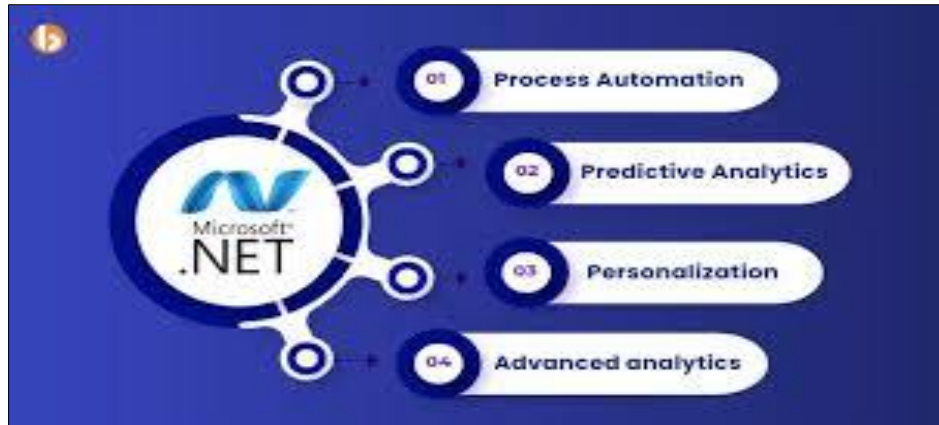 Microsoft®
.NET
01
Process Automation
02
Predictive Analytics
03
Personalization
04
Advanced analytics